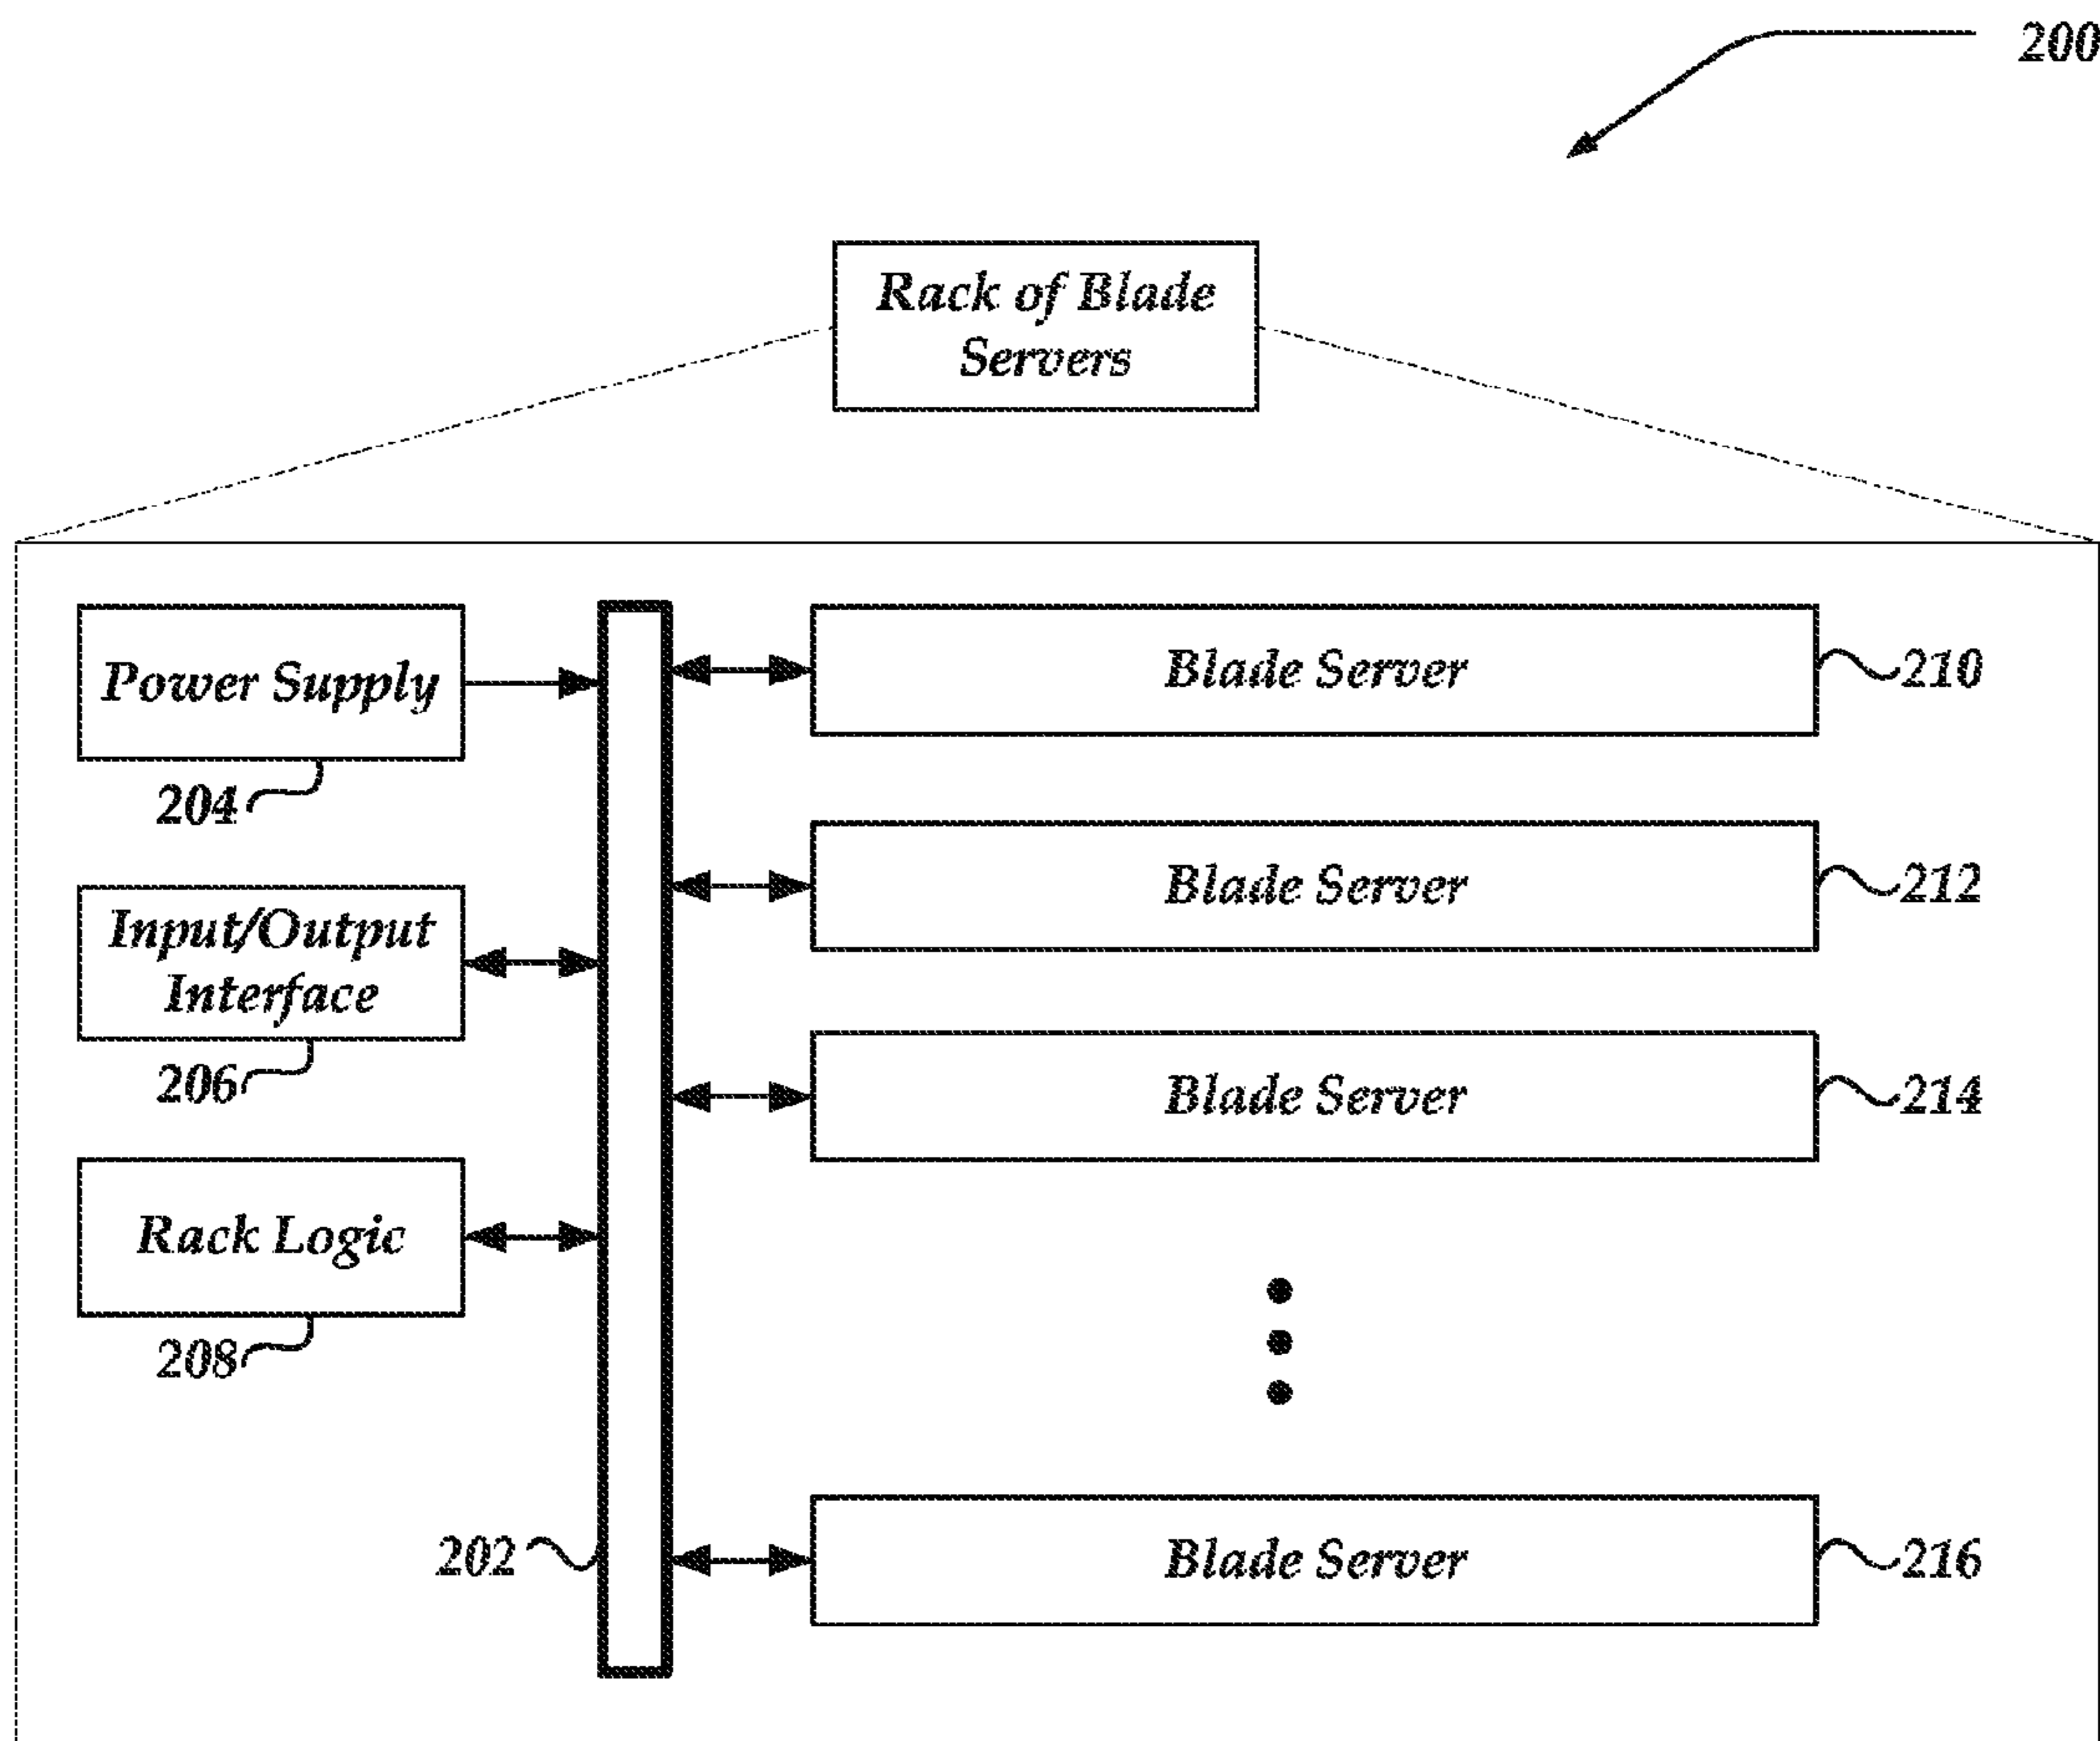 200
Rack of Blade
Servers
Power Supply
204
Input/Output
Interface
206
Rack Logic
208
202
Blade Server
210
Blade Server
212
Blade Server
214
Blade Server
216